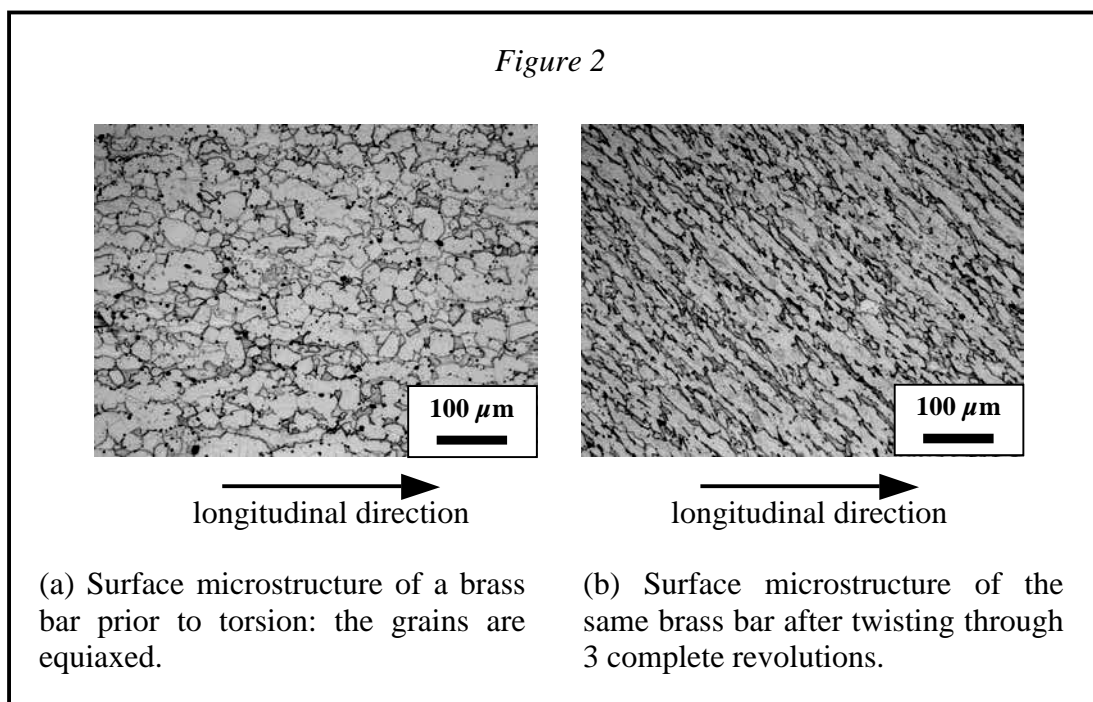 Figure 2
100 µm
100 µm
longitudinal direction
longitudinal direction
(a) Surface microstructure of a brass
bar prior to torsion: the grains are
equiaxed.
(b) Surface microstructure of the
same brass bar after twisting through
3 complete revolutions.